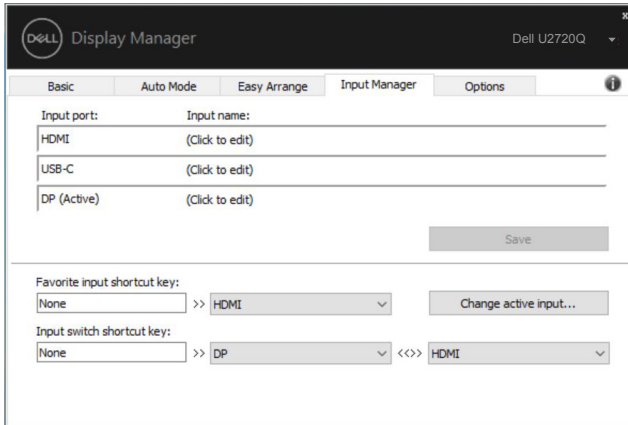 x
DELL Display Manager Dell U2720Q
Basic Auto Mode Easy Arrange Input Manager Options i
Input port: Input name:
HDMI (Click to edit)
USB-C (Click to edit)
DP (Active) (Click to edit)
Save
Favorite input shortcut key:
None >> HDMI Change active input...
Input switch shortcut key:
None >> DP <<>> HDMI